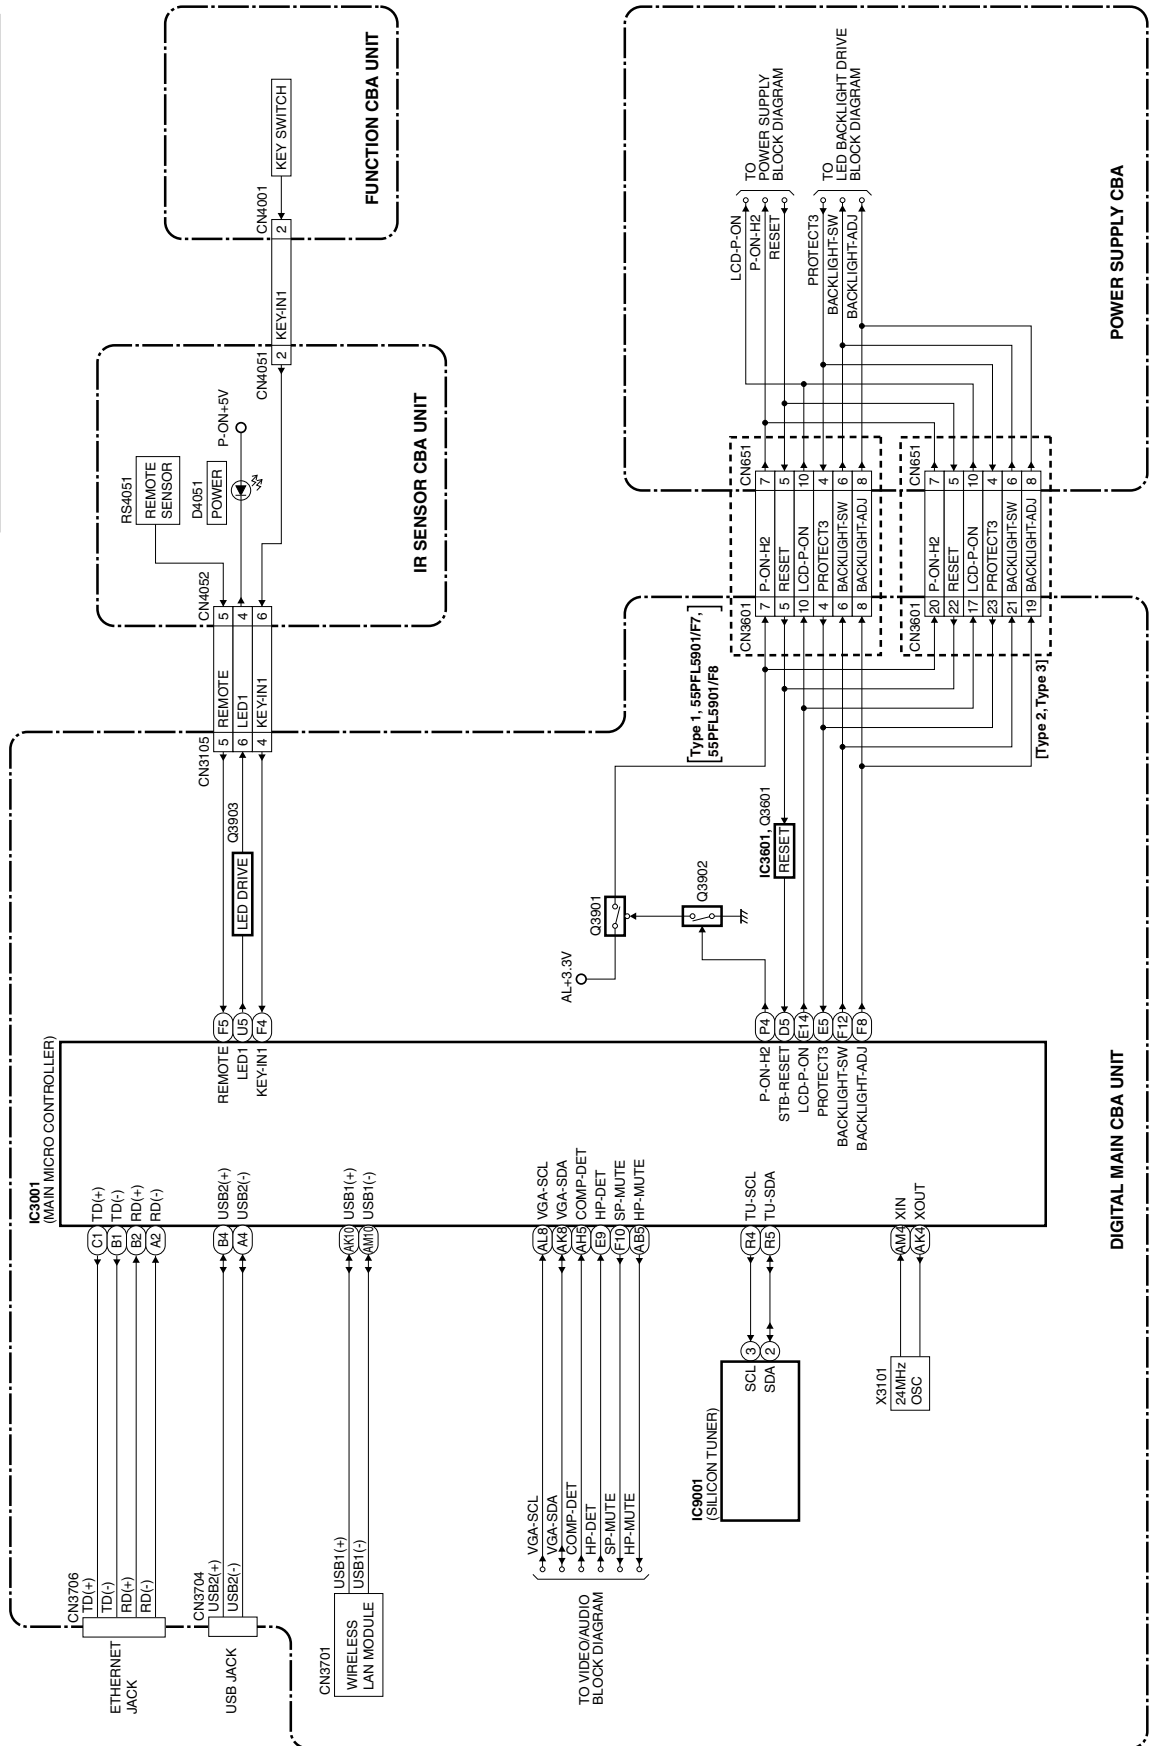 FUNCTION CBA UNIT
KEY SWITCH
CN4001
2
KEY-IN1
2
CN4051
IR SENSOR CBA UNIT
RS4051
REMOTE
SENSOR
D4051
POWER
P-ON+5V
CN4052
5
4
6
REMOTE
LED1
KEY-IN1
5
6
4
CN3105
Q3903
LED DRIVE
POWER SUPPLY CBA
TO
POWER SUPPLY
BLOCK DIAGRAM
TO
LED BACKLIGHT DRIVE
BLOCK DIAGRAM
LCD-P-ON
P-ON-H2
RESET
PROTECT3
BACKLIGHT-SW
BACKLIGHT-ADJ
CN651
7
5
10
4
6
8
P-ON-H2
RESET
LCD-P-ON
PROTECT3
BACKLIGHT-SW
BACKLIGHT-ADJ
7
5
10
4
6
8
CN3601
[Type 1, 55PFL5901/F7,
55PFL5901/F8]
CN651
7
5
10
4
6
8
P-ON-H2
RESET
LCD-P-ON
PROTECT3
BACKLIGHT-SW
BACKLIGHT-ADJ
20
22
17
23
21
19
CN3601
[Type 2, Type 3]
IC3601, Q3601
RESET
Q3901
Q3902
AL+3.3V
DIGITAL MAIN CBA UNIT
IC3001
(MAIN MICRO CONTROLLER)
F5 REMOTE
U5 LED1
F4 KEY-IN1
P4 P-ON-H2
D5 STB-RESET
E14 LCD-P-ON
E5 PROTECT3
F12 BACKLIGHT-SW
F8 BACKLIGHT-ADJ
C1 TD(+)
B1 TD(-)
B2 RD(+)
A2 RD(-)
B4 USB2(+)
A4 USB2(-)
AK10 USB1(+)
AM10 USB1(-)
AL8 VGA-SCL
AK8 VGA-SDA
AH5 COMP-DET
E9 HP-DET
F10 SP-MUTE
AB5 HP-MUTE
R4 TU-SCL
R5 TU-SDA
AM4 XIN
AK4 XOUT
CN3706
TD(+)
TD(-)
RD(+)
RD(-)
ETHERNET
JACK
CN3704
USB2(+)
USB2(-)
USB JACK
CN3701
WIRELESS
LAN MODULE
USB1(+)
USB1(-)
VGA-SCL
VGA-SDA
COMP-DET
HP-DET
SP-MUTE
HP-MUTE
TO VIDEO/AUDIO
BLOCK DIAGRAM
IC9001
(SILICON TUNER)
SCL 3
SDA 2
X3101
24MHz
OSC